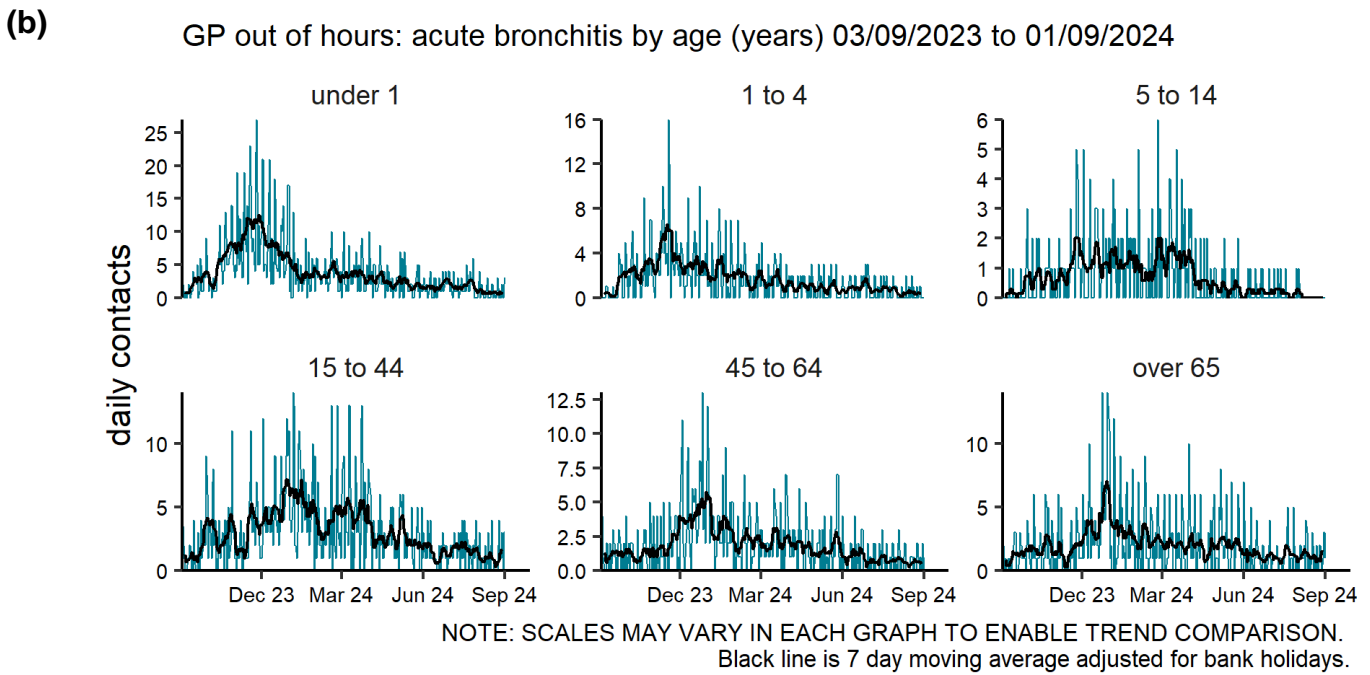 (b)
GP out of hours: acute bronchitis by age (years) 03/09/2023 to 01/09/2024
daily contacts
under 1
25
20
15
10
5
0
1 to 4
16
12
8
4
0
5 to 14
6
5
4
3
2
1
0
15 to 44
10
5
0
Dec 23 Mar 24 Jun 24 Sep 24
45 to 64
12.5
10.0
7.5
5.0
2.5
0.0
Dec 23 Mar 24 Jun 24 Sep 24
over 65
10
5
0
Dec 23 Mar 24 Jun 24 Sep 24
NOTE: SCALES MAY VARY IN EACH GRAPH TO ENABLE TREND COMPARISON.
Black line is 7 day moving average adjusted for bank holidays.